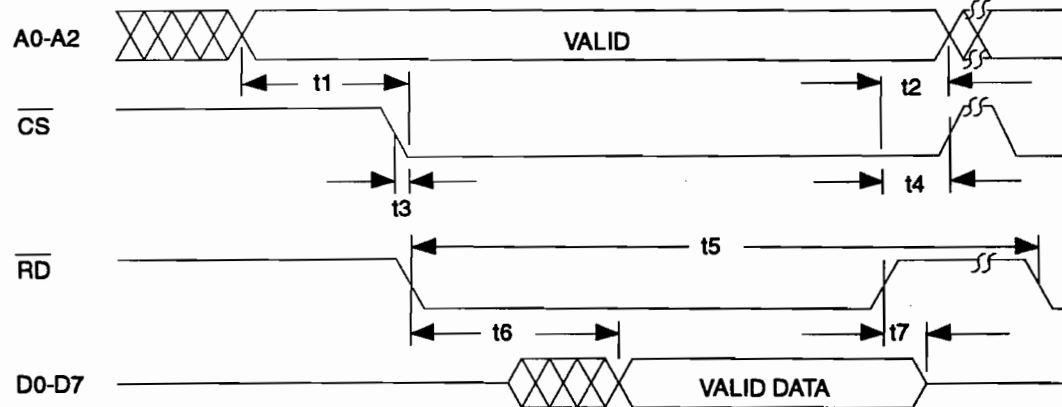 A0-A2
VALID
t1
t2
CS
t3
t4
t5
RD
t6
t7
D0-D7
VALID DATA